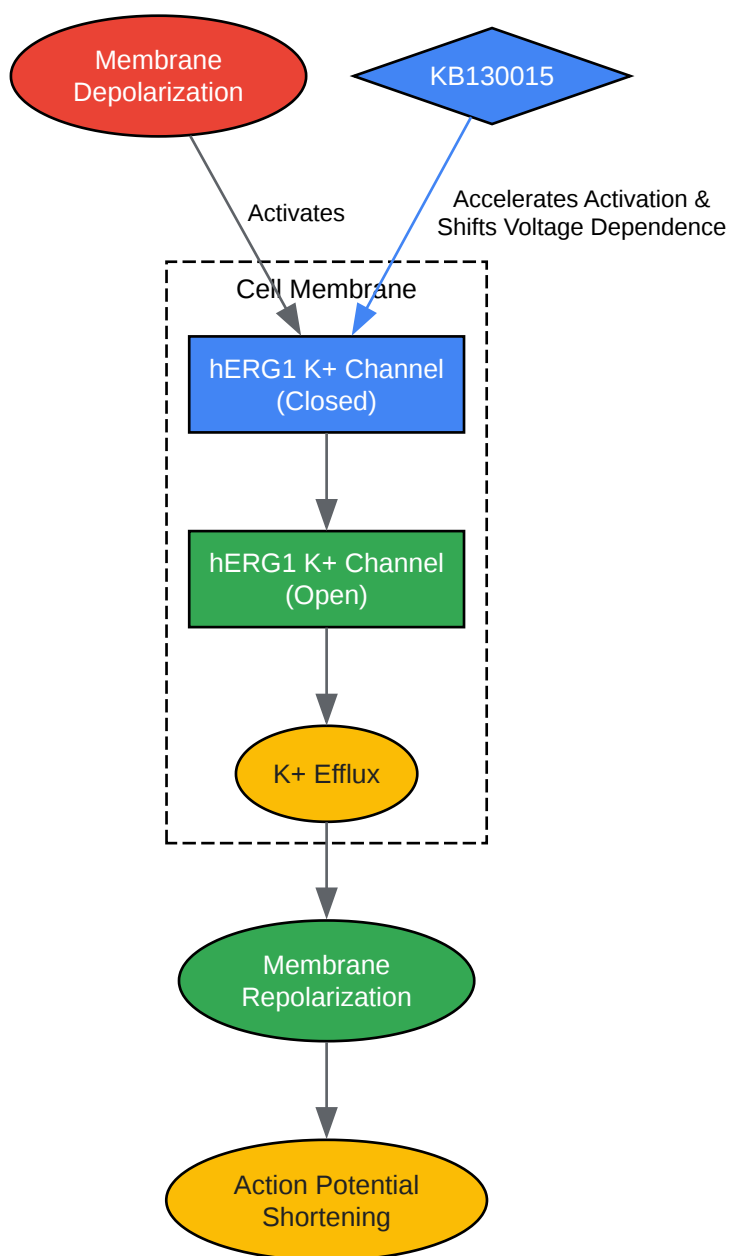 Membrane
Depolarization
KB130015
Activates
Accelerates Activation &
Shifts Voltage Dependence
Cell Membrane
hERG1 K+ Channel
(Closed)
hERG1 K+ Channel
(Open)
K+ Efflux
Membrane
Repolarization
Action Potential
Shortening